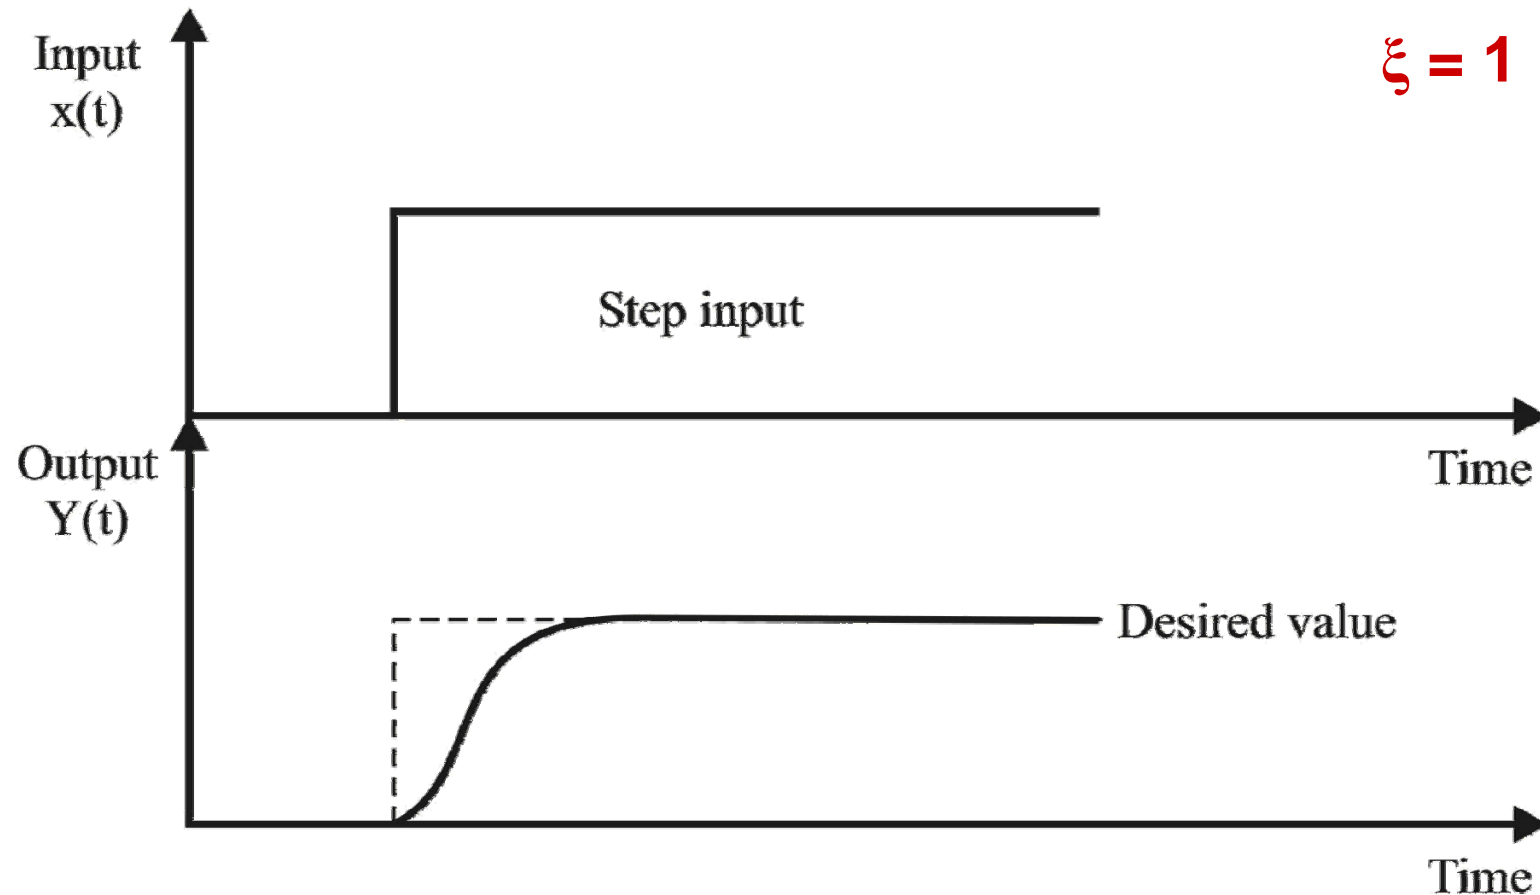 Input
x(t)
ξ = 1
Step input
Time
Output
Y(t)
Desired value
Time